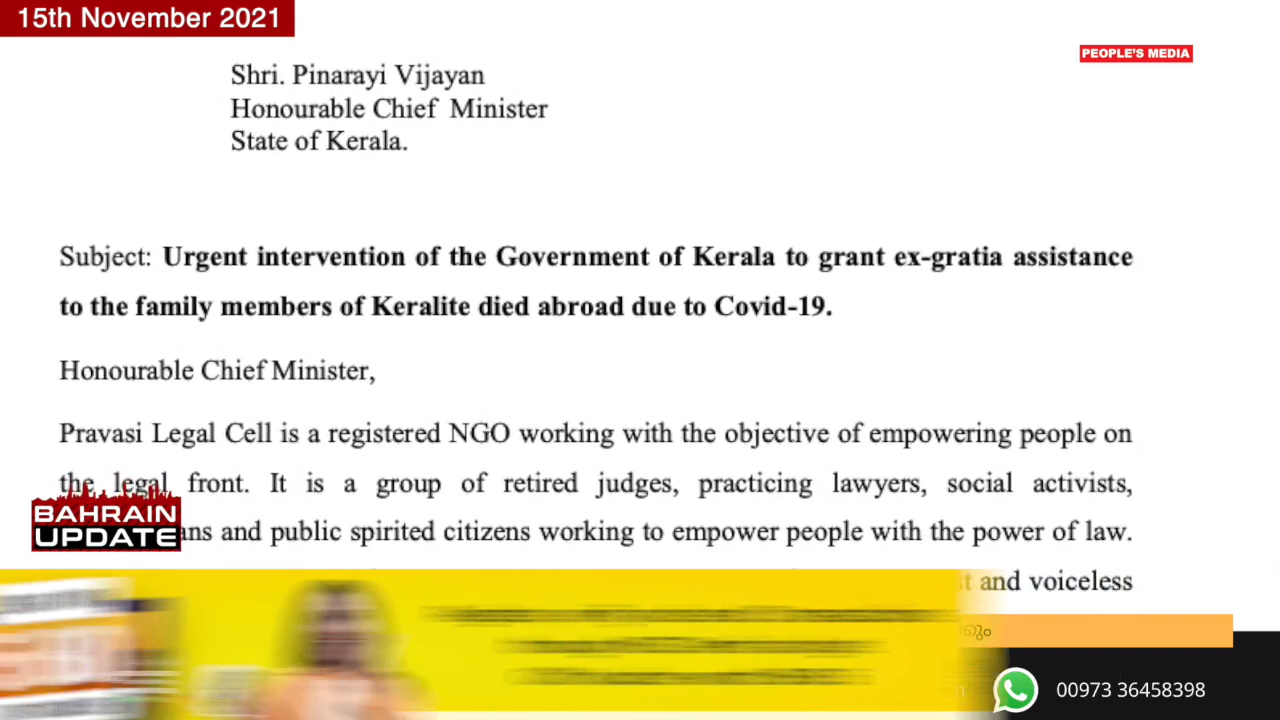 15th November 2021
PEOPLE'S MEDIA
Shri. Pinarayi Vijayan
Honourable Chief Minister
State of Kerala.
Subject: Urgent intervention of the Government of Kerala to grant ex-gratia assistance
to the family members of Keralite died abroad due to Covid-19.
Honourable Chief Minister,
Pravasi Legal Cell is a registered NGO working with the objective of empowering people on
the legal front. It is a group of retired judges, practicing lawyers, social activists,
and public spirited citizens working to empower people with the power of law.
and voiceless
BAHRAIN
UPDATE
00973 36458398